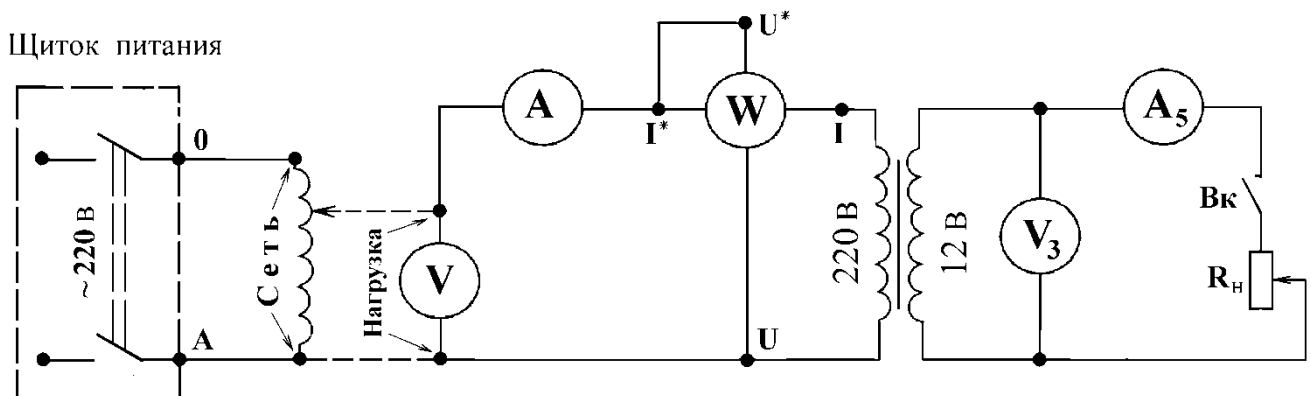 Щиток питания
~220 В
0
А
Сеть
Нагрузка
V
A
I*
U*
W
I
U
220 В
12 В
V₃
A₅
Вк
Rн